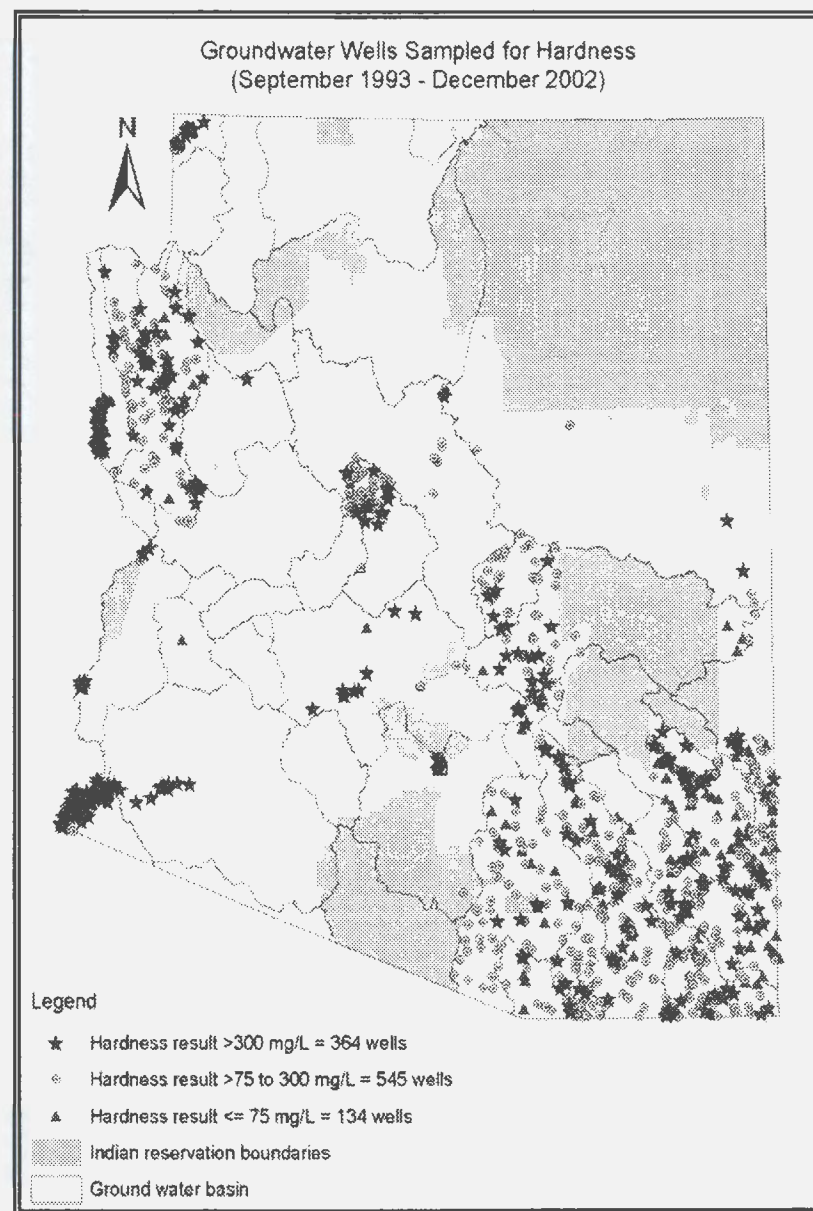 Groundwater Wells Sampled for Hardness
(September 1993 - December 2002)
N
Legend
Hardness result >300 mg/L = 364 wells
Hardness result >75 to 300 mg/L = 545 wells
Hardness result <= 75 mg/L = 134 wells
Indian reservation boundaries
Ground water basin